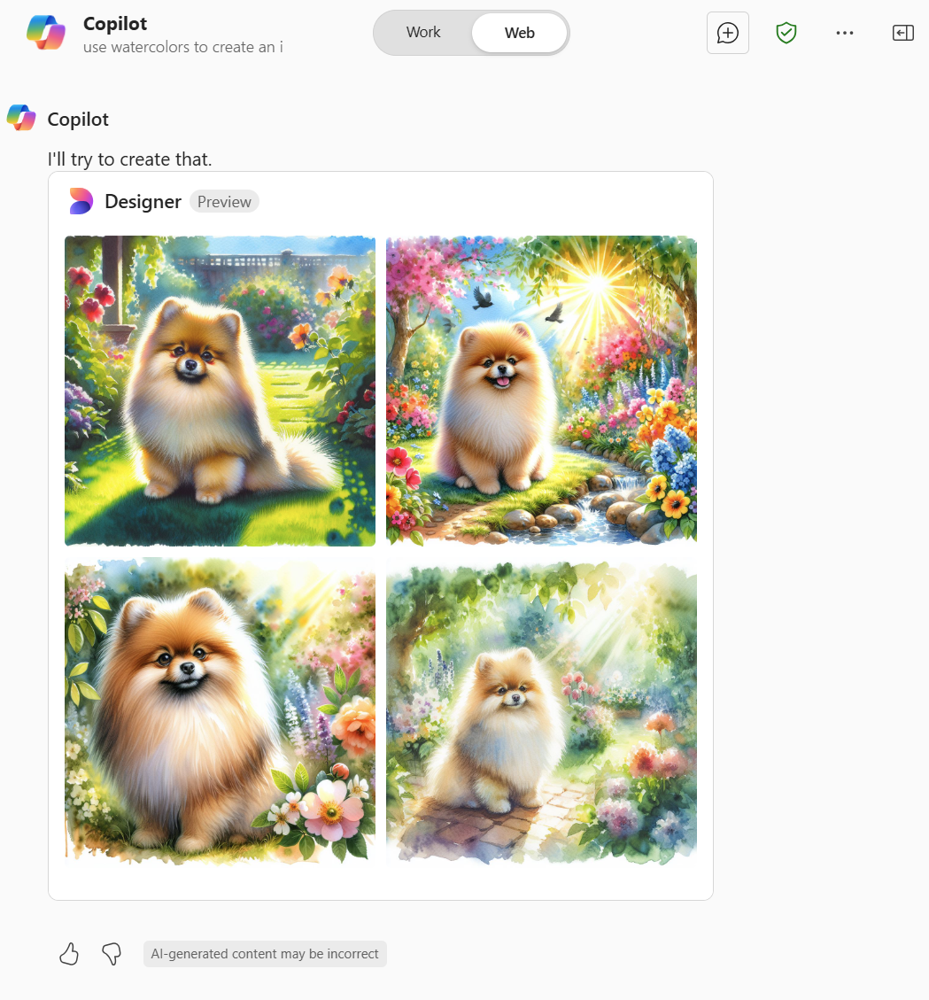 Copilot
use watercolors to create an i
Work
Web
Copilot
I'll try to create that.
Designer Preview
AI-generated content may be incorrect